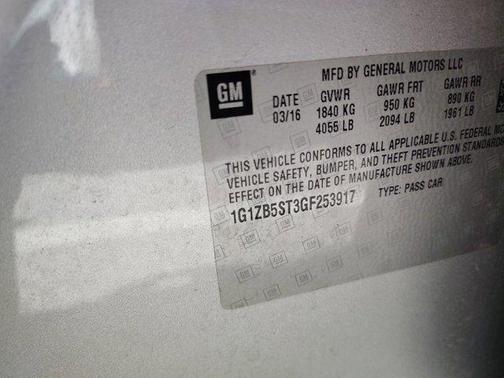 GM
MFD BY GENERAL MOTORS LLC
DATE GVWR GAWR FRT GAWR RR
03/16 1840 KG 950 KG 890 KG
4055 LB 2094 LB 1961 LB
THIS VEHICLE CONFORMS TO ALL APPLICABLE U.S. FEDERAL
VEHICLE SAFETY, BUMPER, AND THEFT PREVENTION STANDARDS
EFFECT ON THE DATE OF MANUFACTURE SHOWN ABOVE.
1G1ZB5ST3GF253917 TYPE: PASS CAR